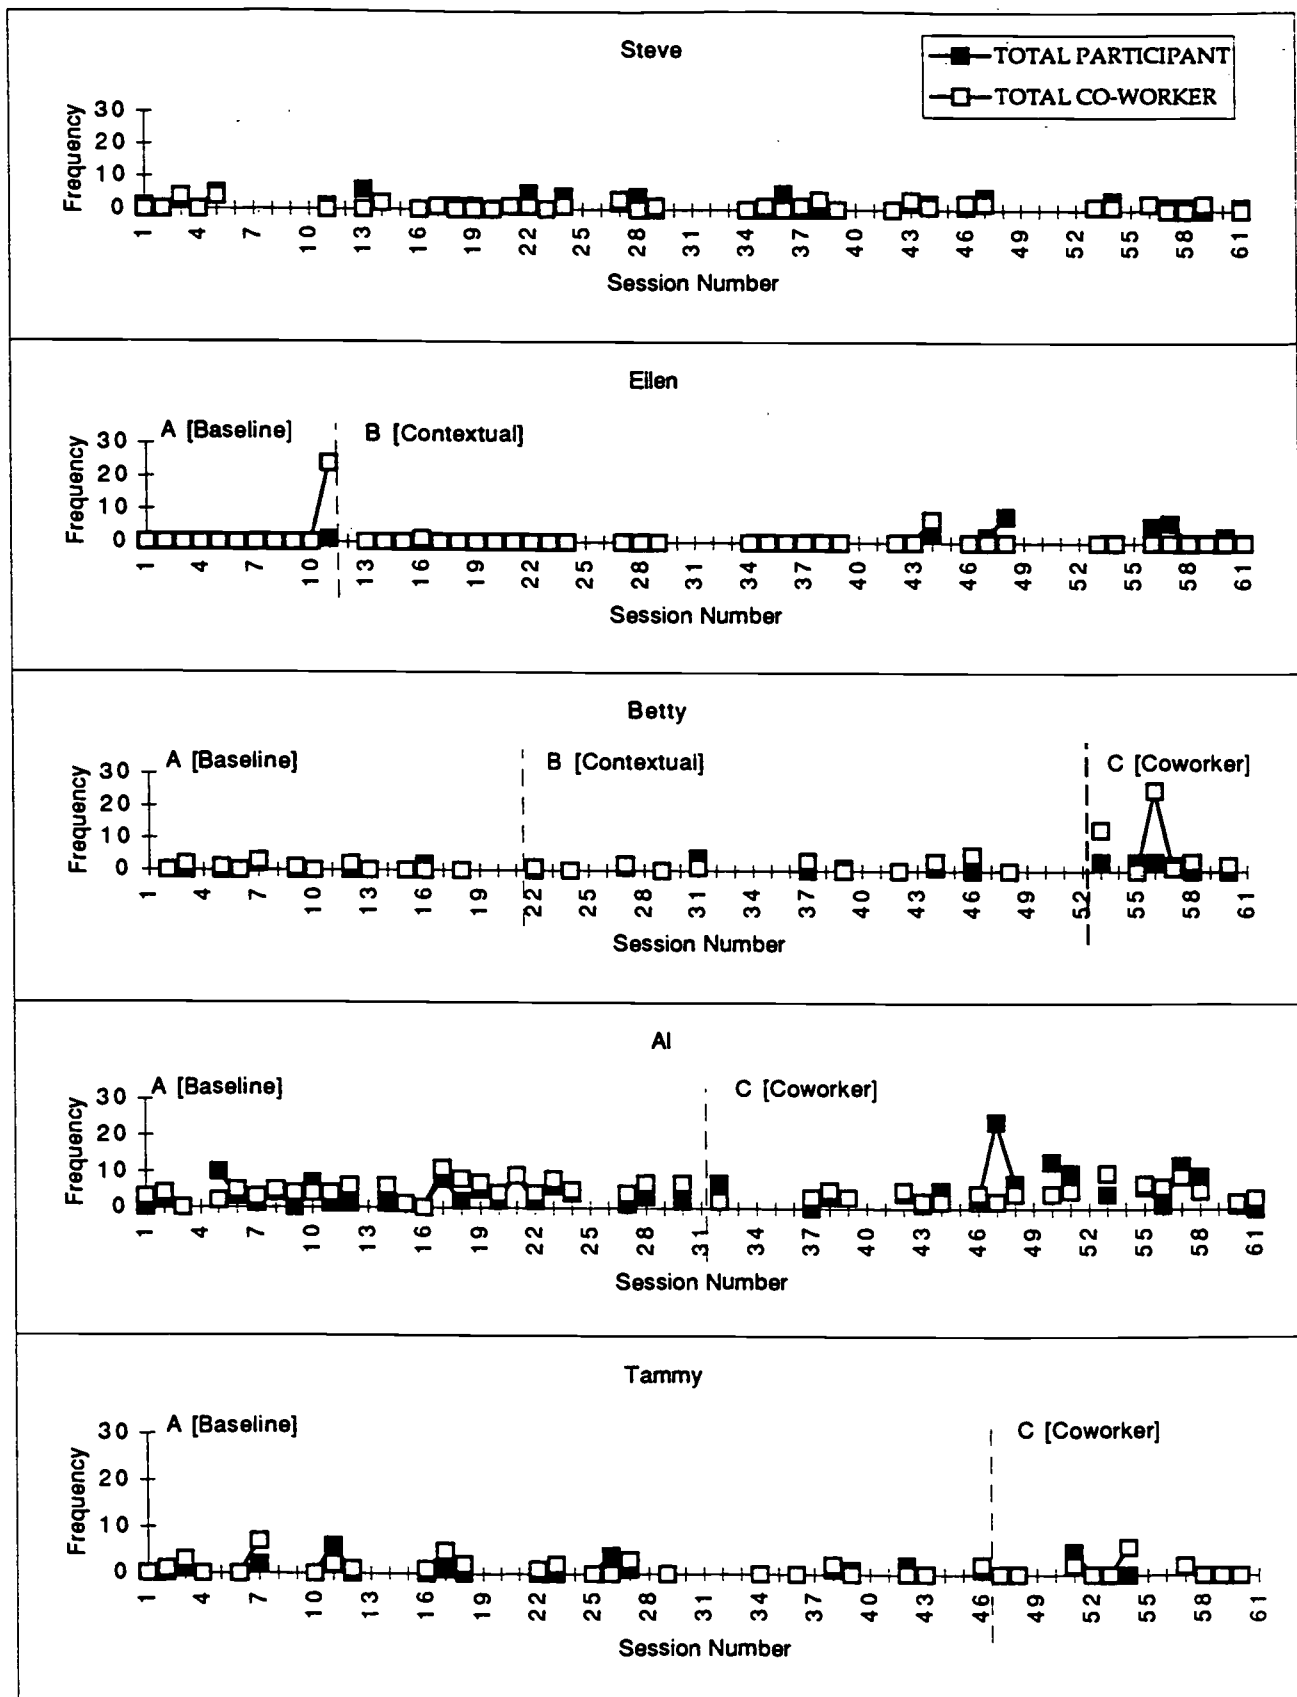 Steve
TOTAL PARTICIPANT
TOTAL CO-WORKER
Frequency
30
20
10
0
1 4 7 10 13 16 19 22 25 28 31 34 37 40 43 46 49 52 55 58 61
Session Number
Ellen
A [Baseline] B [Contextual]
Frequency
30
20
10
0
1 4 7 10 13 16 19 22 25 28 31 34 37 40 43 46 49 52 55 58 61
Session Number
Betty
A [Baseline] B [Contextual] C [Coworker]
Frequency
30
20
10
0
1 4 7 10 13 16 19 22 25 28 31 34 37 40 43 46 49 52 55 58 61
Session Number
Al
A [Baseline] C [Coworker]
Frequency
30
20
10
0
1 4 7 10 13 16 19 22 25 28 31 34 37 40 43 46 49 52 55 58 61
Session Number
Tammy
A [Baseline] C [Coworker]
Frequency
30
20
10
0
1 4 7 10 13 16 19 22 25 28 31 34 37 40 43 46 49 52 55 58 61
Session Number